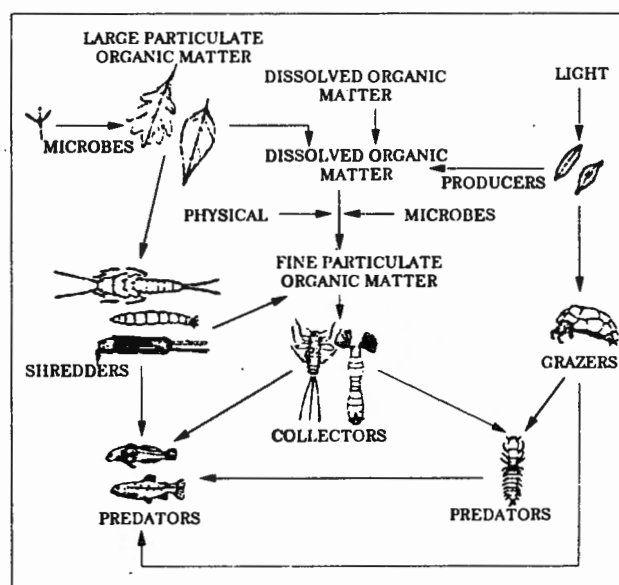 LARGE PARTICULATE
ORGANIC MATTER
DISSOLVED ORGANIC
MATTER
LIGHT
MICROBES
DISSOLVED ORGANIC
MATTER
PRODUCERS
PHYSICAL
MICROBES
FINE PARTICULATE
ORGANIC MATTER
SHREDDERS
GRAZERS
COLLECTORS
PREDATORS
PREDATORS